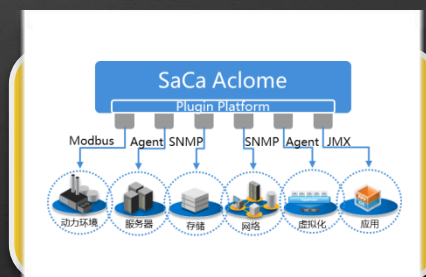 SaCa Aclome
Plugin Platform
Modbus Agent SNMP SNMP Agent JMX
动力环境 服务器 存储 网络 虚拟化 应用